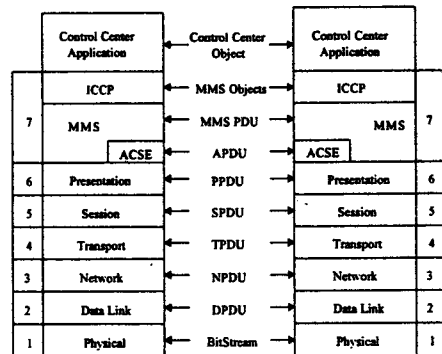 Control Center Control Center Control Center
Application Object Application
ICCP MMS Objects ICCP
7 MMS MMS PDU MMS 7
ACSE APDU ACSE
6 Presentation PPDU Presentation 6
5 Session SPDU Session 5
4 Transport TPDU Transport 4
3 Network NPDU Network 3
2 Data Link DPDU Data Link 2
1 Physical BitStream Physical 1